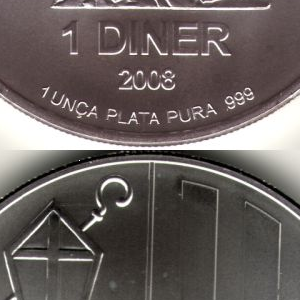 1 DINER
2008
1 UNÇA PLATA PURA .999